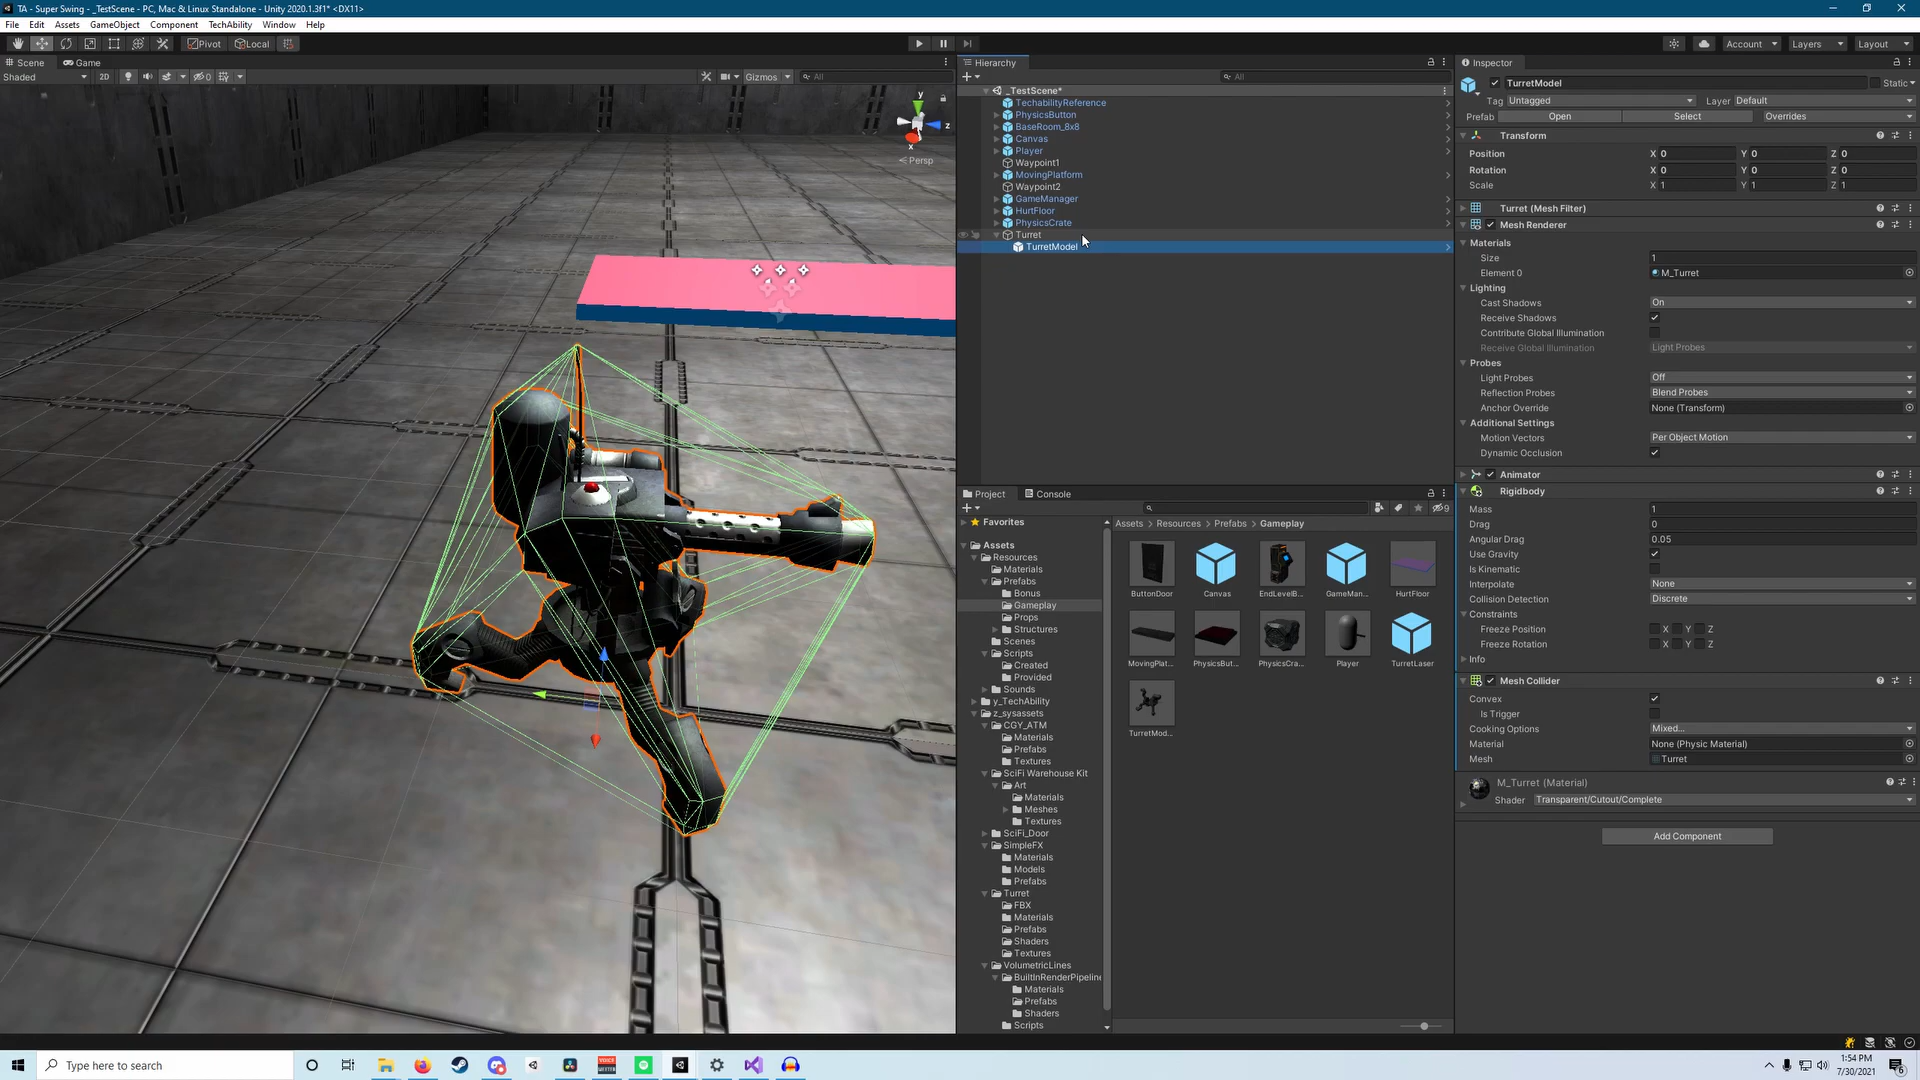 TA - Super Swing - _TestScene - PC, Mac & Linux Standalone - Unity 2020.1.3f1* <DX11>
File Edit Assets GameObject Component TechAbility Window Help
Pivot Local
Account Layers Layout
Scene Game
Shaded 2D 0 Gizmos All
y
z
x
Persp
Hierarchy
All
_TestScene*
TechabilityReference
PhysicsButton
BaseRoom_8x8
Canvas
Player
Waypoint1
MovingPlatform
Waypoint2
GameManager
HurtFloor
PhysicsCrate
Turret
TurretModel
Project Console
9
Favorites
Assets
Resources
Materials
Prefabs
Bonus
Gameplay
Props
Structures
Scenes
Scripts
Created
Provided
Sounds
y_TechAbility
z_sysassets
CGY_ATM
Materials
Prefabs
Textures
SciFi Warehouse Kit
Art
Materials
Meshes
Textures
SciFi_Door
SimpleFX
Materials
Models
Prefabs
Turret
FBX
Materials
Prefabs
Shaders
Textures
VolumetricLines
BuiltInRenderPipeline
Materials
Prefabs
Shaders
Scripts
Assets > Resources > Prefabs > Gameplay
ButtonDoor Canvas EndLevelB... GameMan... HurtFloor
MovingPlat... PhysicsBut... PhysicsCra... Player TurretLaser
TurretMod...
Inspector
TurretModel Static
Tag Untagged Layer Default
Prefab Open Select Overrides
Transform
Position X 0 Y 0 Z 0
Rotation X 0 Y 0 Z 0
Scale X 1 Y 1 Z 1
Turret (Mesh Filter)
Mesh Renderer
Materials
Size 1
Element 0 M_Turret
Lighting
Cast Shadows On
Receive Shadows
Contribute Global Illumination
Receive Global Illumination Light Probes
Probes
Light Probes Off
Reflection Probes Blend Probes
Anchor Override None (Transform)
Additional Settings
Motion Vectors Per Object Motion
Dynamic Occlusion
Animator
Rigidbody
Mass 1
Drag 0
Angular Drag 0.05
Use Gravity
Is Kinematic
Interpolate None
Collision Detection Discrete
Constraints
Freeze Position X Y Z
Freeze Rotation X Y Z
Info
Mesh Collider
Convex
Is Trigger
Cooking Options Mixed...
Material None (Physic Material)
Mesh Turret
M_Turret (Material)
Shader Transparent/Cutout/Complete
Add Component
Type here to search
1:54 PM
7/30/2021